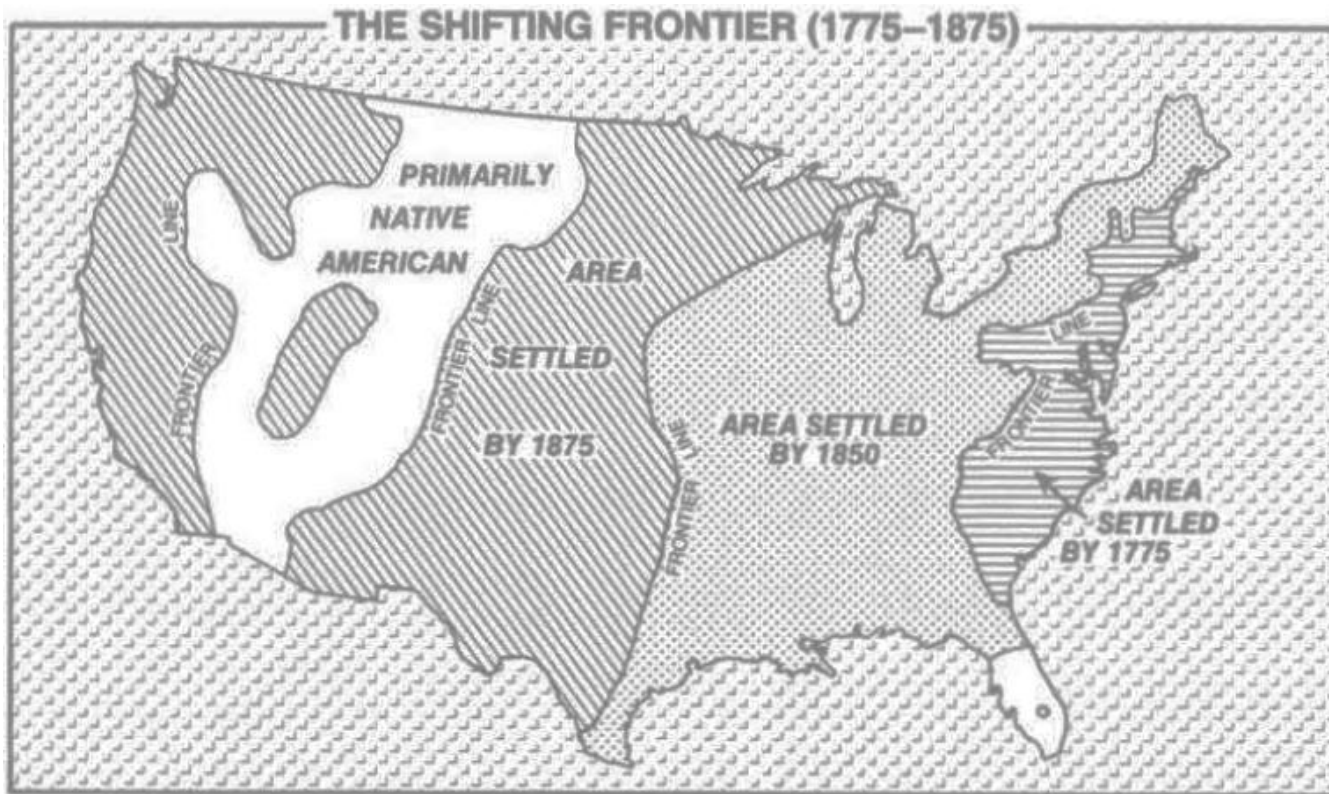 THE SHIFTING FRONTIER (1775–1875)
PRIMARILY
NATIVE
AMERICAN
LINE
FRONTIER
AREA
SETTLED
BY 1875
LINE
FRONTIER
AREA SETTLED
BY 1850
LINE
FRONTIER
LINE
FRONTIER
AREA
SETTLED
BY 1775